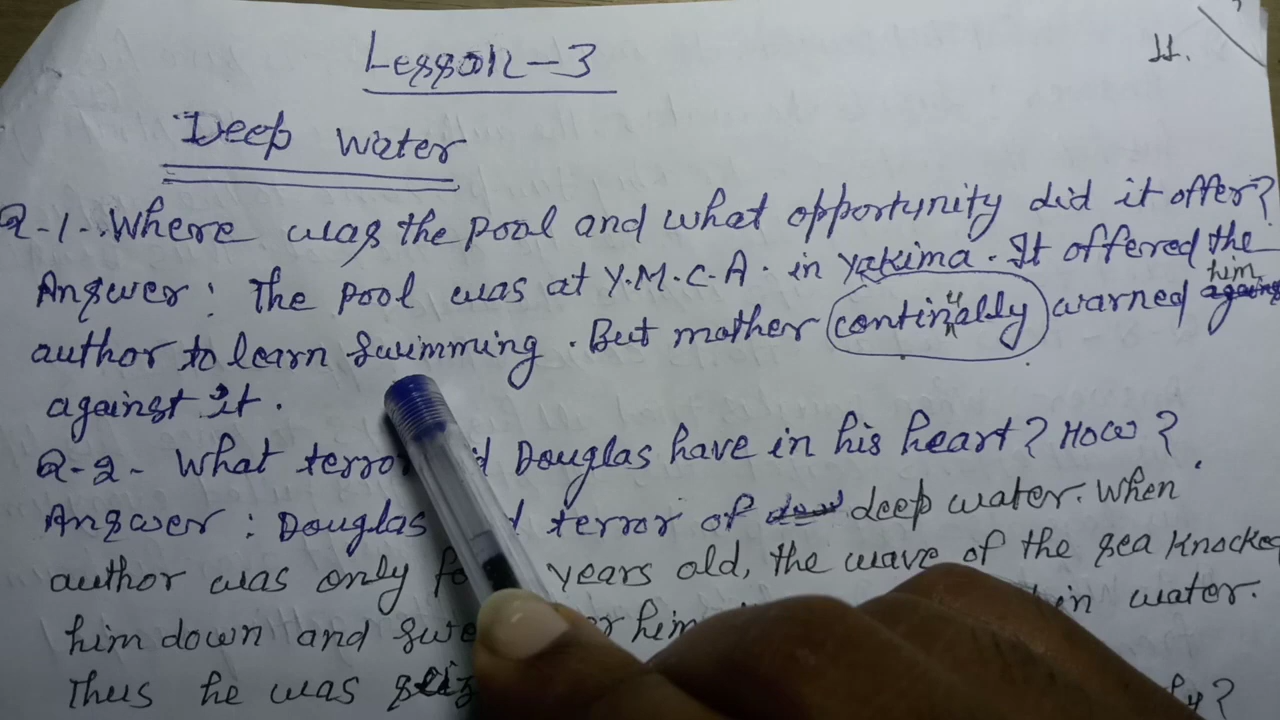 11.
Lesson-3
Deep water
Q-1-. Where was the pool and what opportunity did it offer?
Answer: The pool was at Y.M.C.A. in Yakima. It offered the
author to learn swimming. But mother continually warned him
against it.
Q-2- What Douglas have in his heart? How?
Answer: Douglas terror of deep water. When
author was only years old, the wave of the sea knocked
him down and him in water.
Thus he was